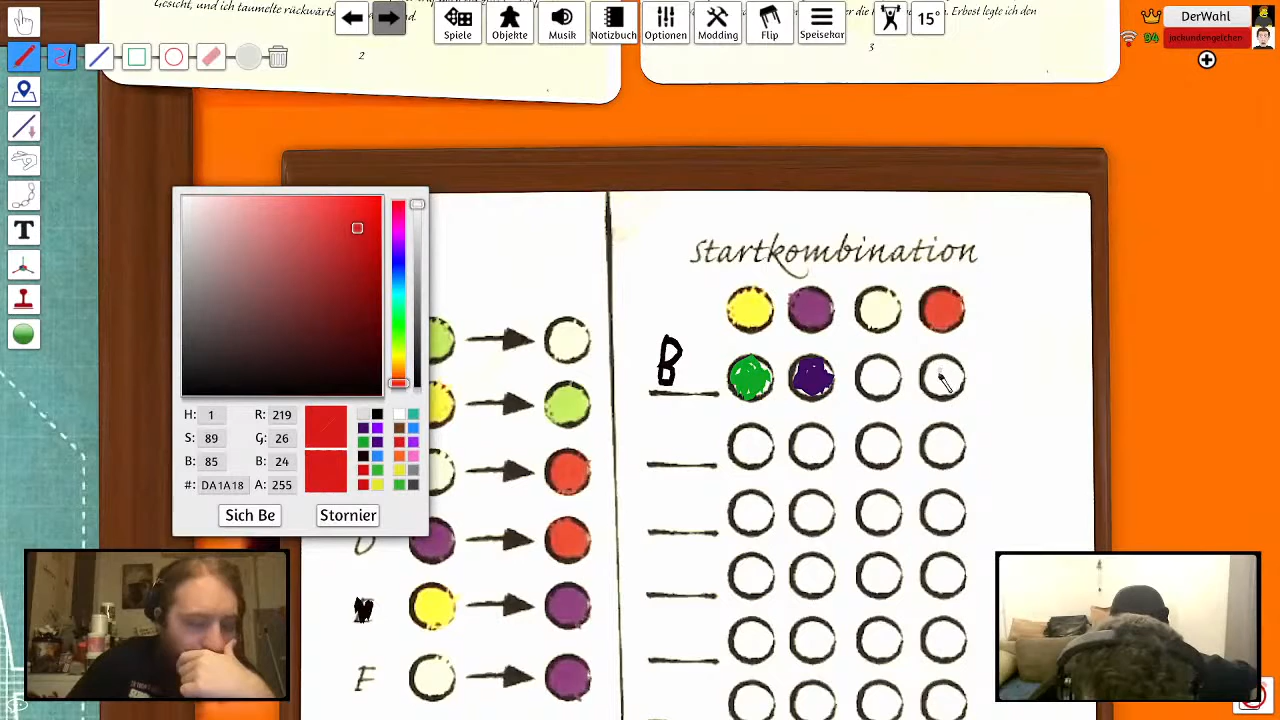 Gesicht, und ich taumelte rückwärts
2
Erbost legte ich den
3
Spiele
Objekte
Musik
Notizbuch
Optionen
Modding
Flip
Speisekar
15°
94
DerWahl
jackundengelchen
T
H: 1
R: 219
S: 89
G: 26
B: 85
B: 24
#: DA1A18
A: 255
Sich Be
Stornier
Startkombination
B
D
F